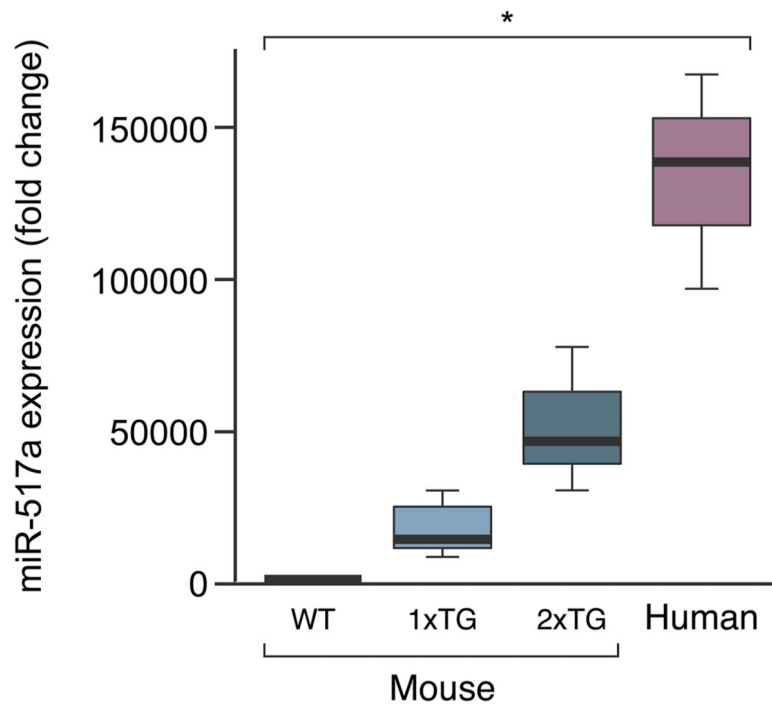 *
miR-517a expression (fold change)
150000
100000
50000
0
WT 1xTG 2xTG Human
Mouse